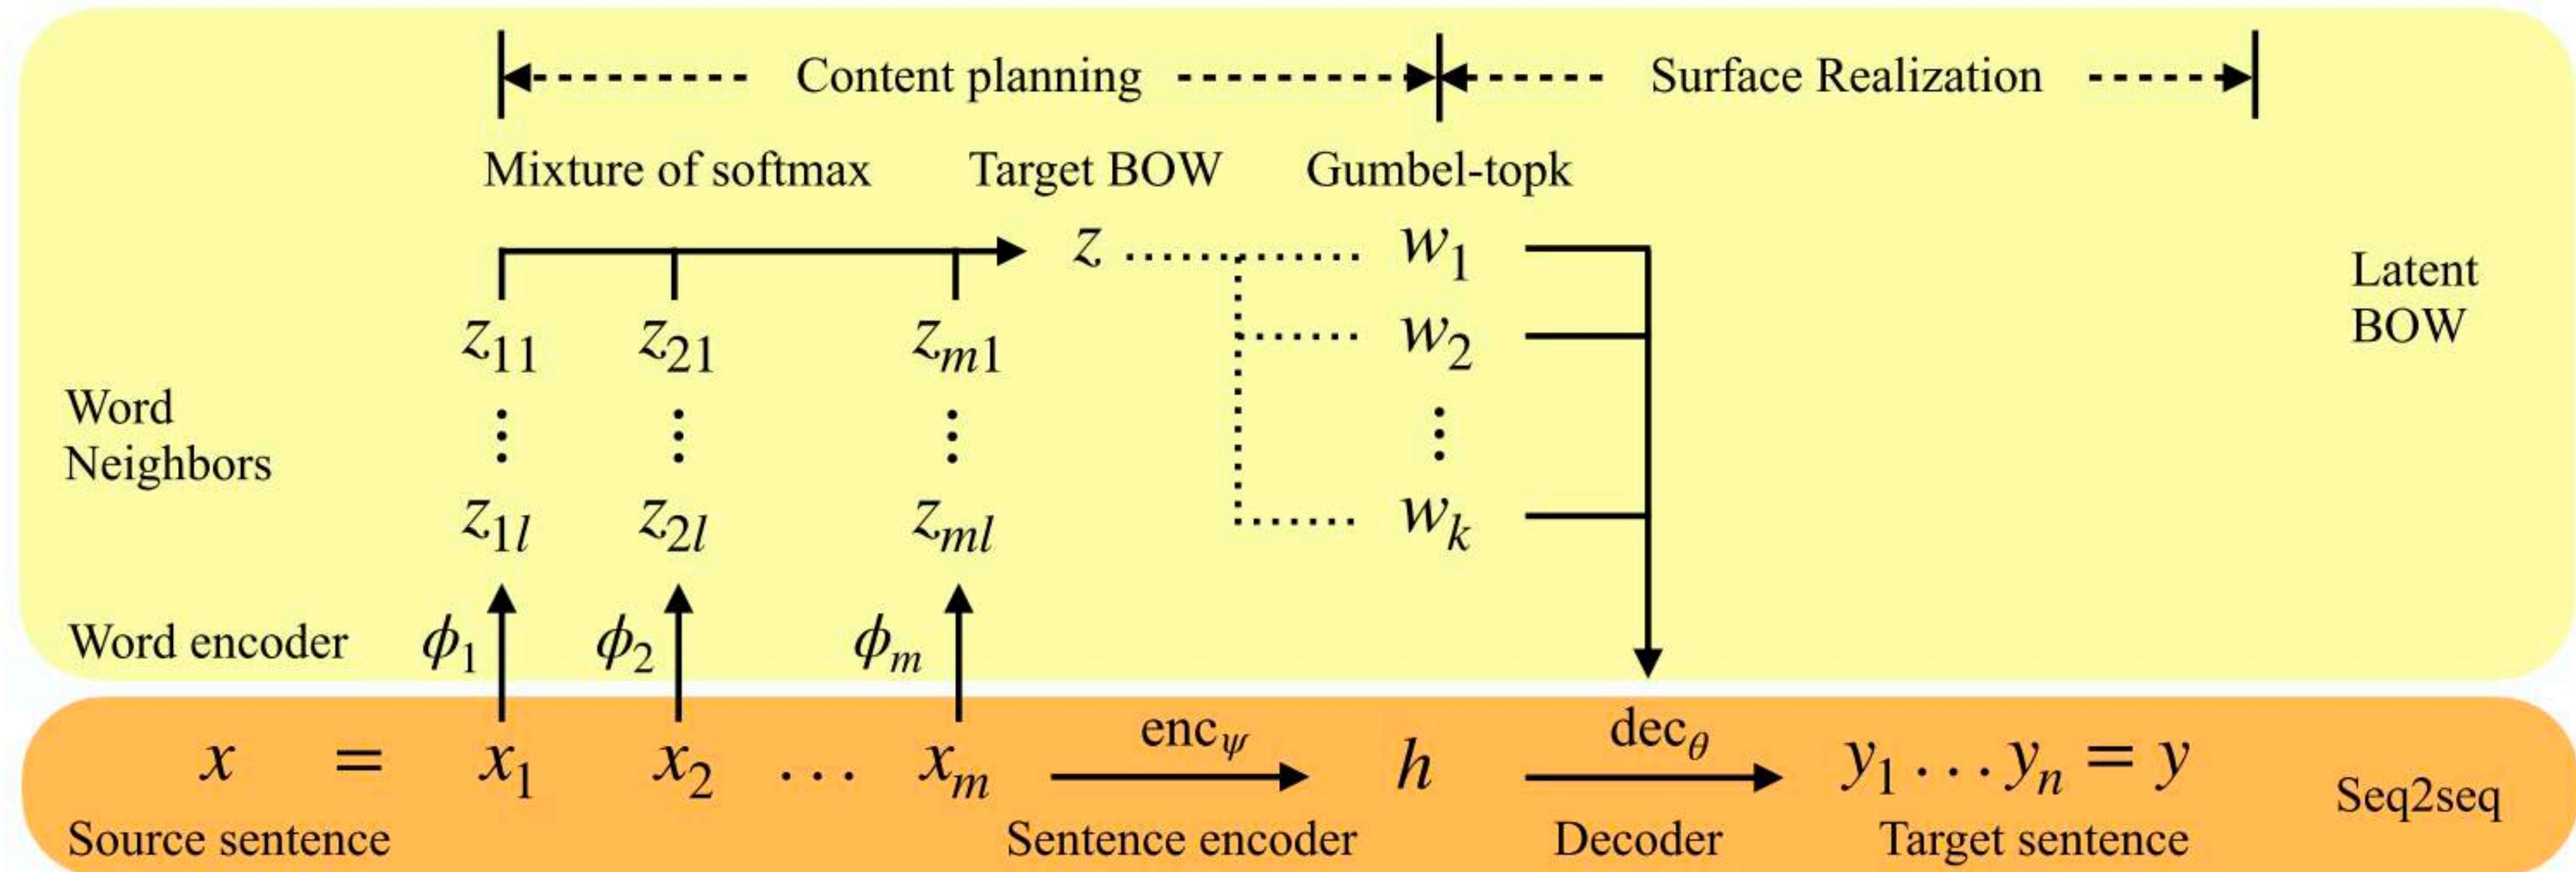 Content planning Surface Realization
Mixture of softmax Target BOW Gumbel-topk
z w₁
Latent
BOW
z₁₁ z₂₁ zₘ₁ w₂
Word
Neighbors
⋮ ⋮ ⋮ ⋮
z₁ₗ z₂ₗ zₘₗ wₖ
Word encoder ϕ₁ ϕ₂ ϕₘ
x = x₁ x₂ … xₘ enc_ψ h dec_θ y₁…yₙ = y
Seq2seq
Source sentence Sentence encoder Decoder Target sentence